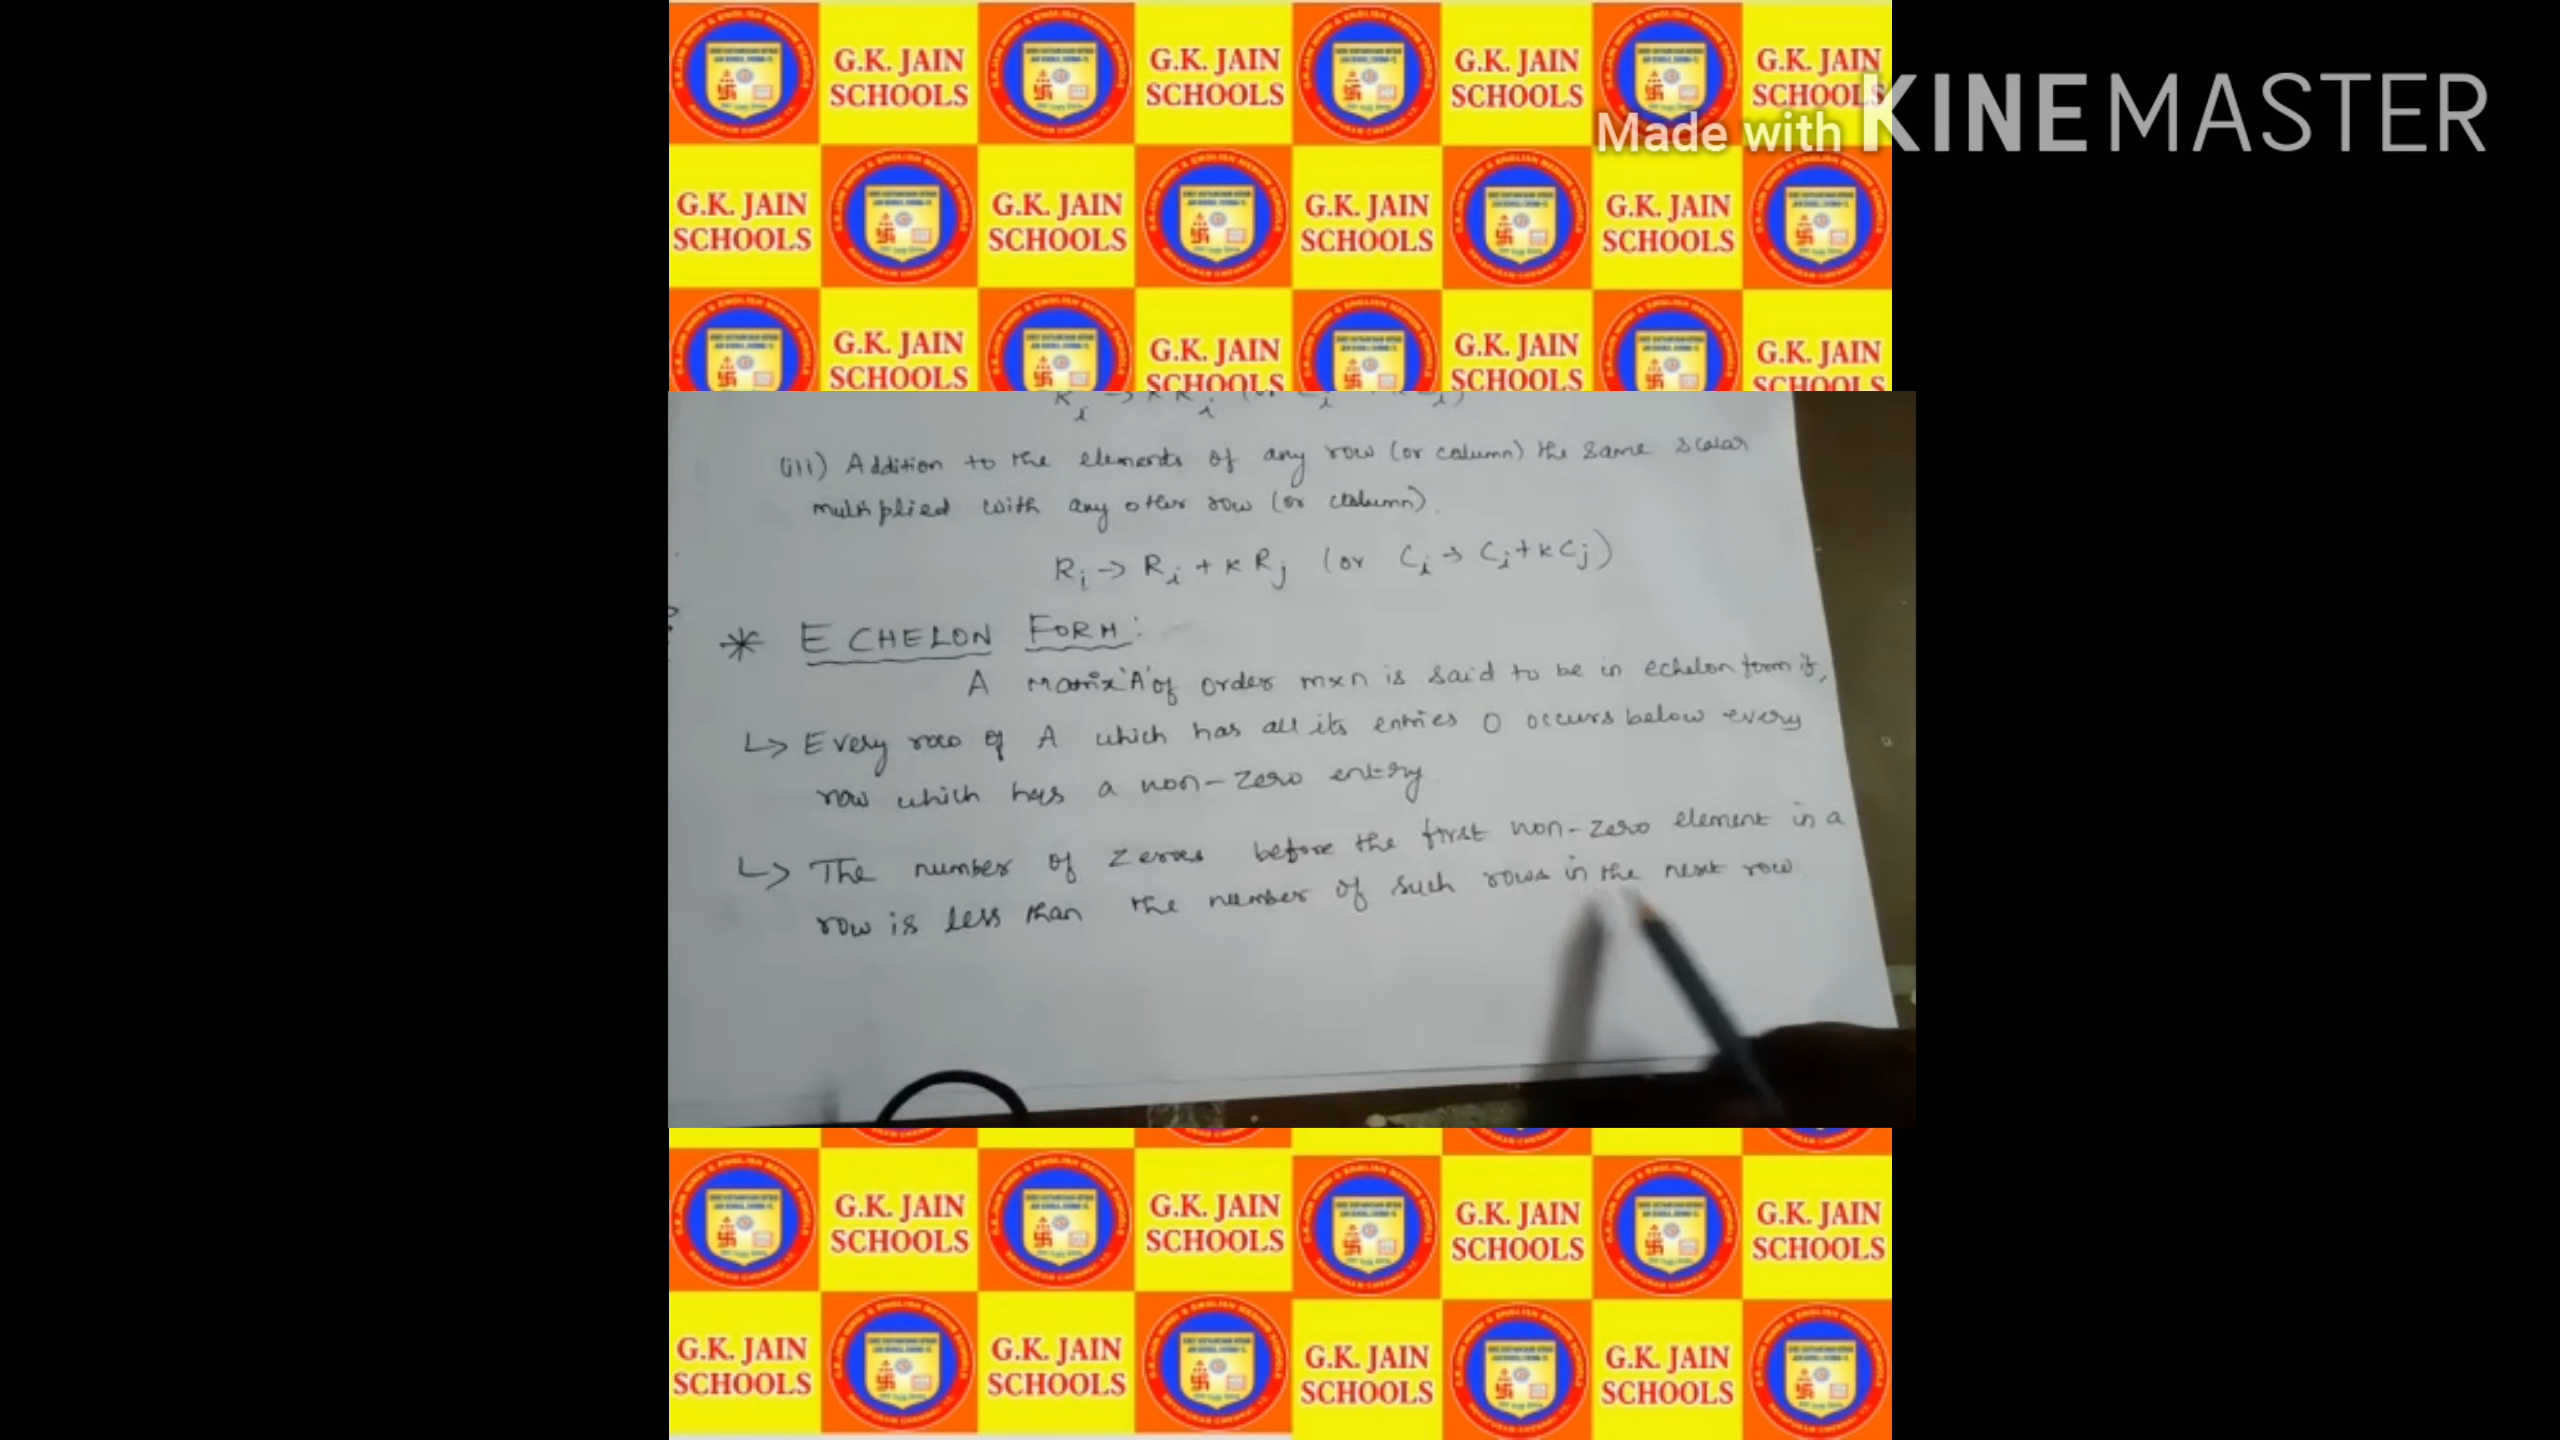 Made with KINEMASTER
G.K. JAIN SCHOOLS
(iii) Addition to the elements of any row (or column) the same scalar
multiplied with any other row (or column).
Ri → Ri + k Rj (or Ci → Ci + k Cj)
* ECHELON FORM:
A Matrix 'A' of order m×n is said to be in echelon form if,
↳ Every row of A which has all its entries 0 occurs below every
row which has a non-zero entry.
↳ The number of zeroes before the first non-zero element in a
row is less than the number of such rows in the next row.